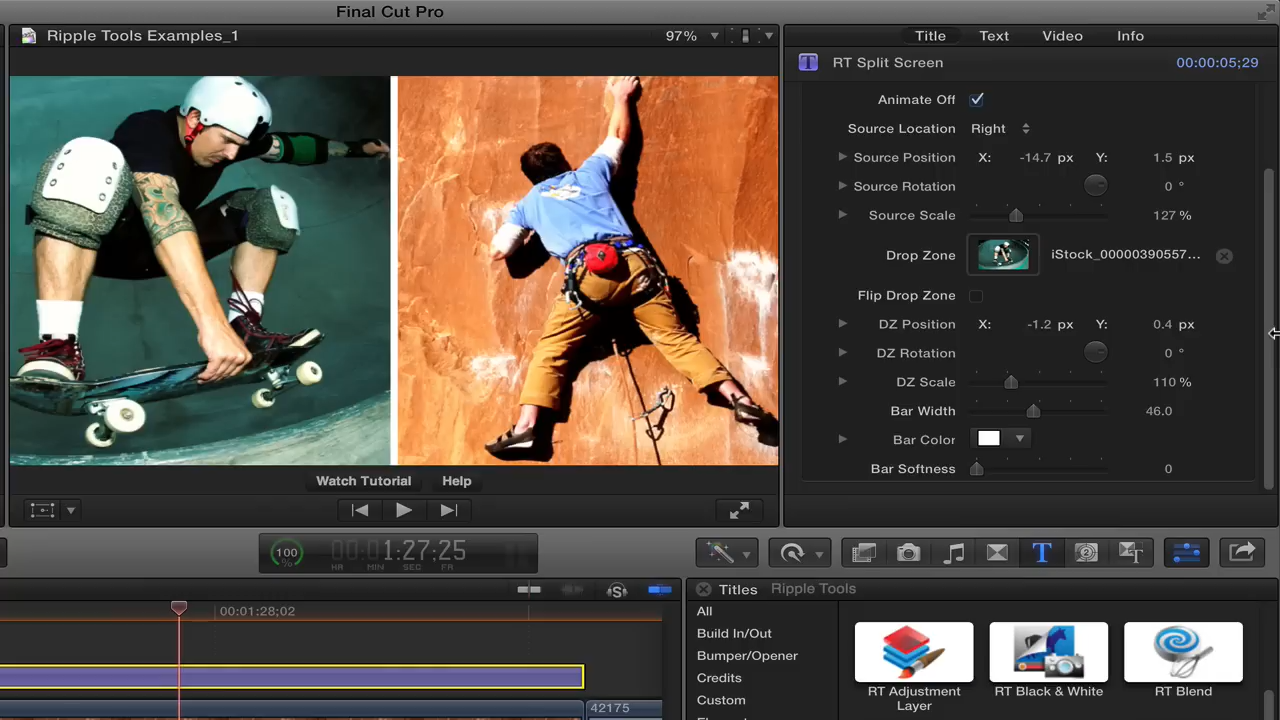 Final Cut Pro
Ripple Tools Examples_1
97%
Title Text Video Info
RT Split Screen
00:00:05;29
Animate Off
Source Location Right
Source Position X: -14.7 px Y: 1.5 px
Source Rotation 0 °
Source Scale 127 %
Drop Zone iStock_00000390557...
Flip Drop Zone
DZ Position X: -1.2 px Y: 0.4 px
DZ Rotation 0 °
DZ Scale 110 %
Bar Width 46.0
Bar Color
Bar Softness 0
Watch Tutorial Help
100
%
00:01:27;25
HR MIN SEC FR
00:01:28;02
42175
Titles Ripple Tools
All
Build In/Out
Bumper/Opener
Credits
Custom
RT Adjustment
Layer
RT Black & White
RT Blend